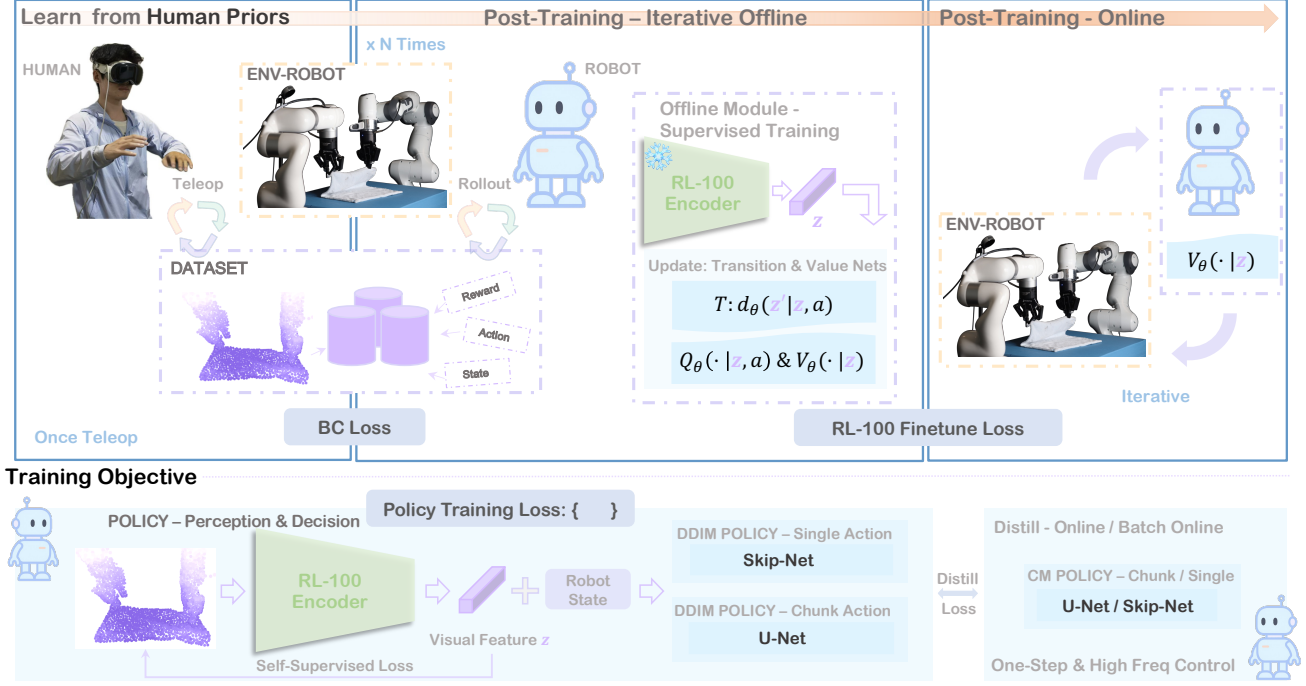 Learn from Human Priors
Post-Training – Iterative Offline
Post-Training - Online
x N Times
HUMAN
ENV-ROBOT
ROBOT
Teleop
Rollout
DATASET
Reward
Action
State
Once Teleop
BC Loss
Offline Module -
Supervised Training
RL-100
Encoder
z
Update: Transition & Value Nets
T: d_θ(z′|z, a)
Q_θ(· |z, a) & V_θ(· |z)
RL-100 Finetune Loss
ENV-ROBOT
V_θ(· |z)
Iterative
Training Objective
Policy Training Loss: { }
POLICY – Perception & Decision
RL-100
Encoder
Robot
State
Visual Feature z
Self-Supervised Loss
DDIM POLICY – Single Action
Skip-Net
DDIM POLICY – Chunk Action
U-Net
Distill
Loss
Distill - Online / Batch Online
CM POLICY – Chunk / Single
U-Net / Skip-Net
One-Step & High Freq Control